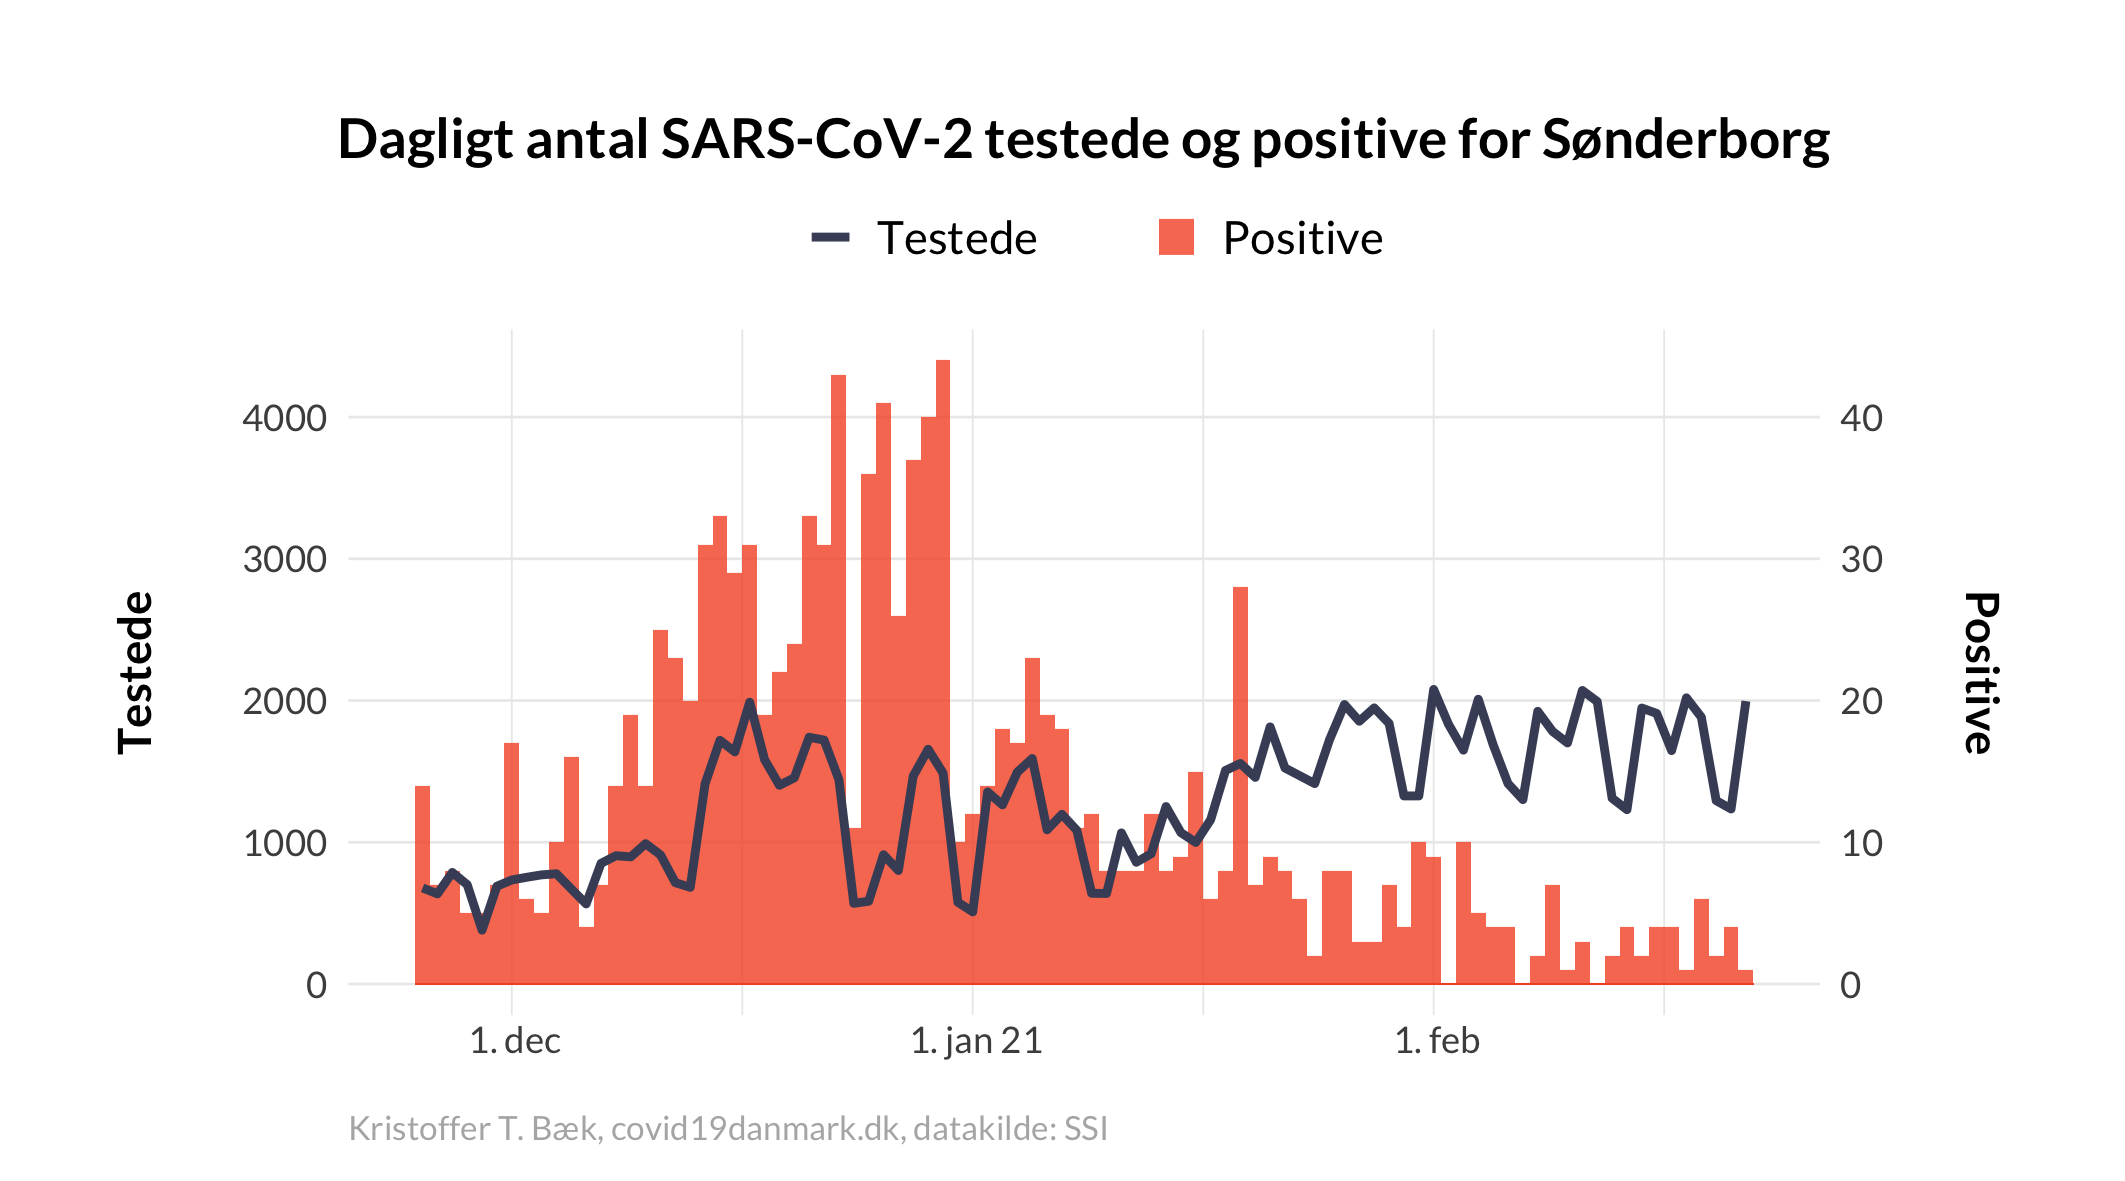 Dagligt antal SARS-CoV-2 testede og positive for Sønderborg
Testede
Positive
4000
3000
2000
1000
0
Testede
40
30
20
10
0
Positive
1. dec
1. jan 21
1. feb
Kristoffer T. Bæk, covid19danmark.dk, datakilde: SSI